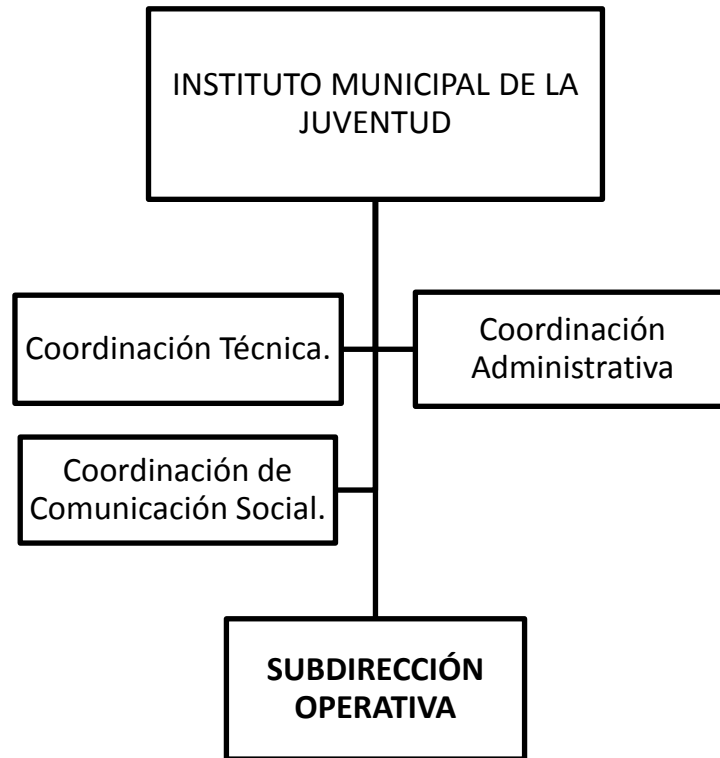 INSTITUTO MUNICIPAL DE LA
JUVENTUD
Coordinación Técnica.
Coordinación
Administrativa
Coordinación de
Comunicación Social.
SUBDIRECCIÓN
OPERATIVA